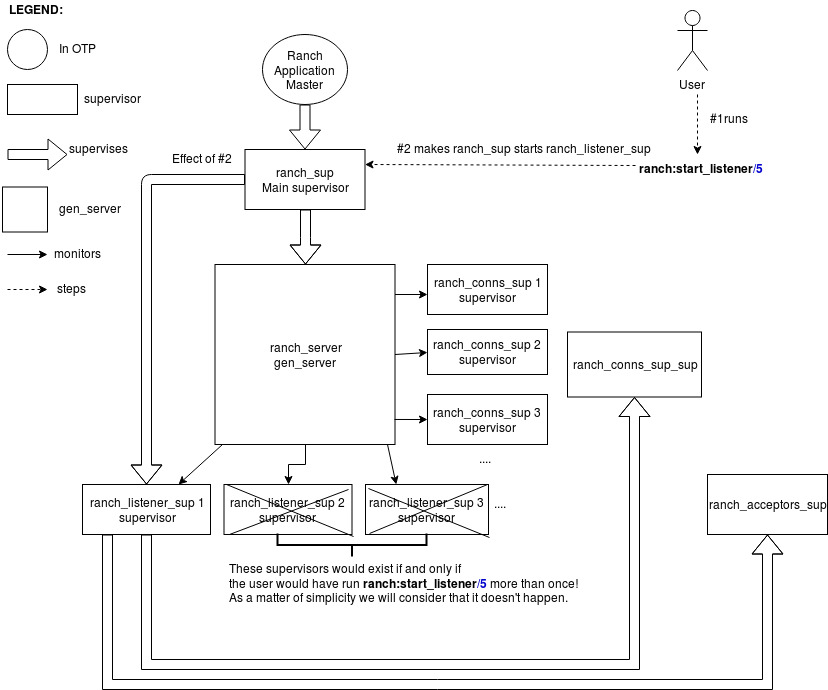 LEGEND:
In OTP
supervisor
supervises
gen_server
monitors
steps
Ranch
Application
Master
User
#1runs
Effect of #2
#2 makes ranch_sup starts ranch_listener_sup
ranch:start_listener/5
ranch_sup
Main supervisor
ranch_server
gen_server
ranch_conns_sup 1
supervisor
ranch_conns_sup 2
supervisor
ranch_conns_sup 3
supervisor
....
ranch_conns_sup_sup
ranch_listener_sup 1
supervisor
ranch_listener_sup 2
supervisor
ranch_listener_sup 3
supervisor
....
ranch_acceptors_sup
These supervisors would exist if and only if
the user would have run ranch:start_listener/5 more than once!
As a matter of simplicity we will consider that it doesn't happen.